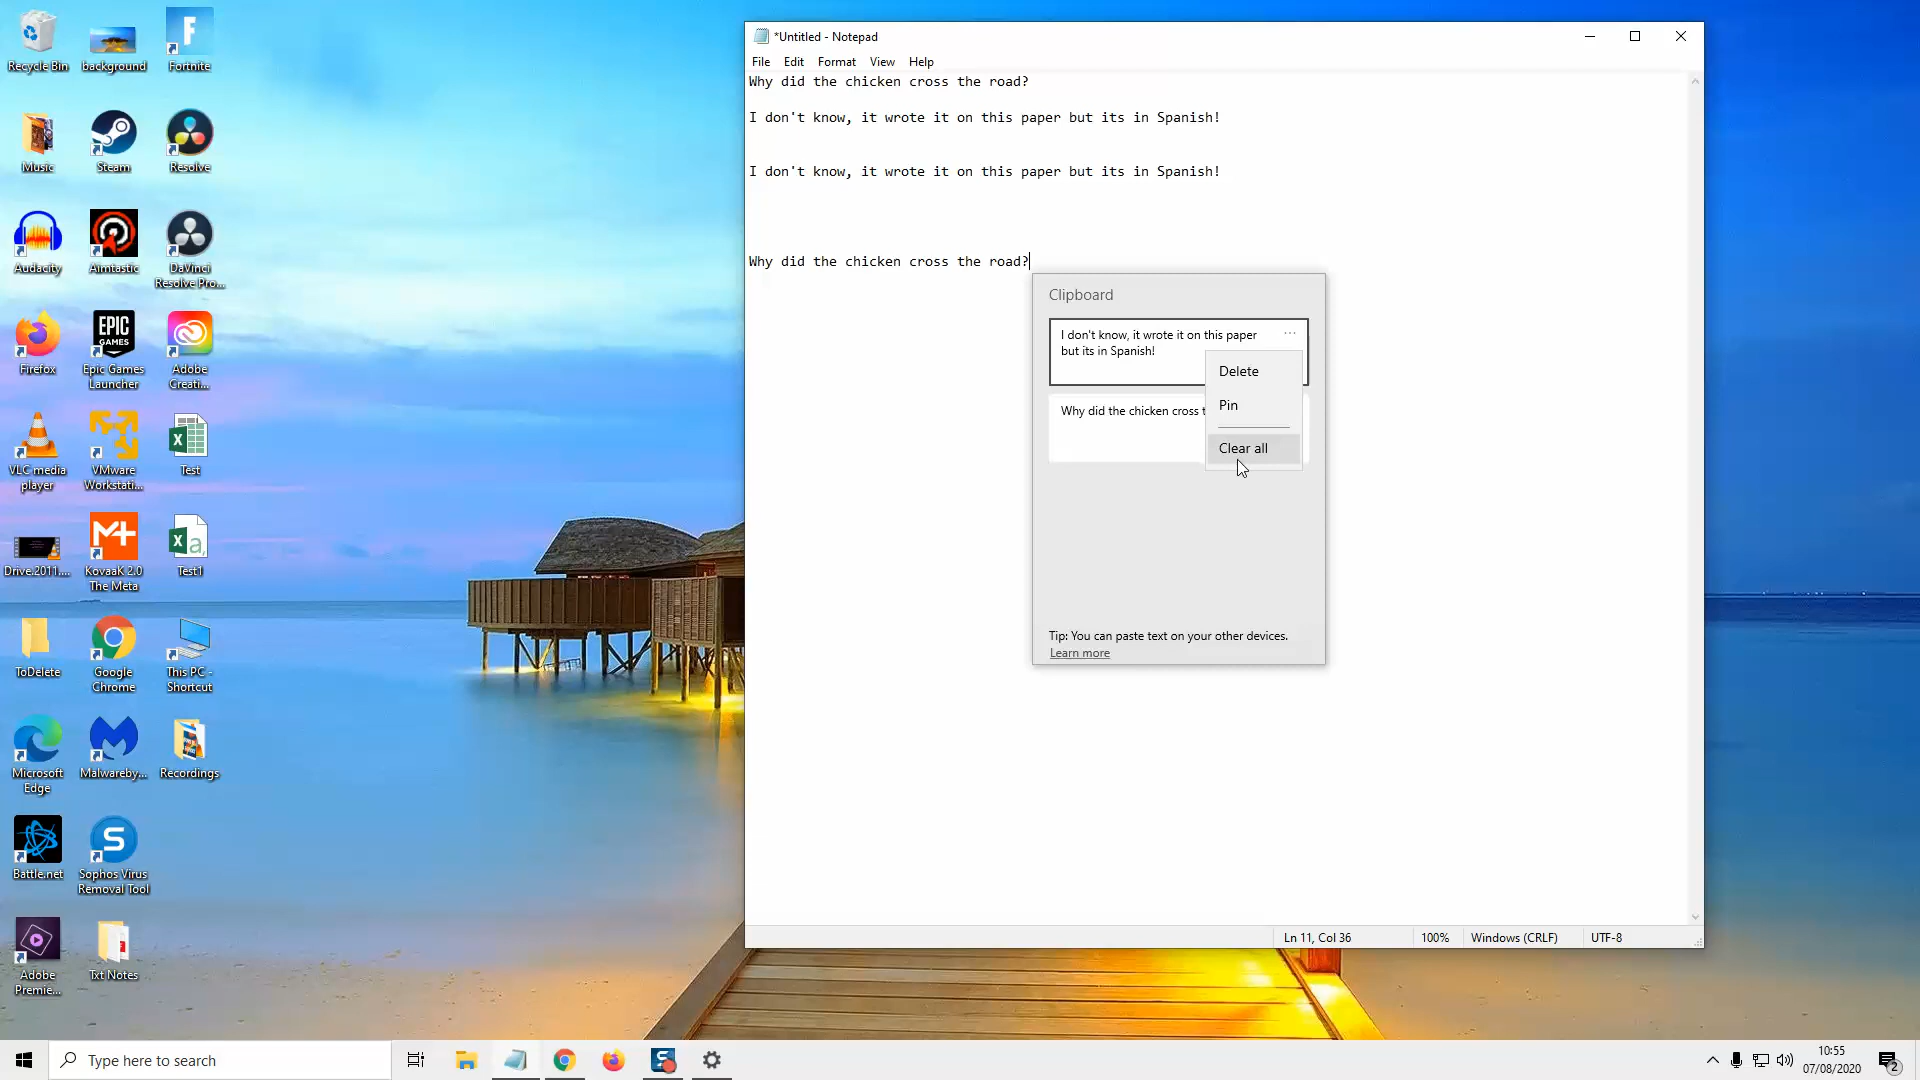 Recycle Bin
background
Fortnite
Music
Steam
Resolve
Audacity
Aimtastic
DaVinci
Resolve Pro...
Firefox
EPIC
GAMES
Epic Games
Launcher
Adobe
Creati...
VLC media
player
VMware
Workstati...
Test
Drive.2011....
KovaaK 2.0
The Meta
Test1
ToDelete
Google
Chrome
This PC -
Shortcut
Microsoft
Edge
Malwareby...
Recordings
Battle.net
Sophos Virus
Removal Tool
Adobe
Premie...
Txt Notes
*Untitled - Notepad
File Edit Format View Help
Why did the chicken cross the road?
I don't know, it wrote it on this paper but its in Spanish!
I don't know, it wrote it on this paper but its in Spanish!
Why did the chicken cross the road?
Clipboard
I don't know, it wrote it on this paper
but its in Spanish!
Why did the chicken cross t
Delete
Pin
Clear all
Tip: You can paste text on your other devices.
Learn more
Ln 11, Col 36
100%
Windows (CRLF)
UTF-8
Type here to search
10:55
07/08/2020
2